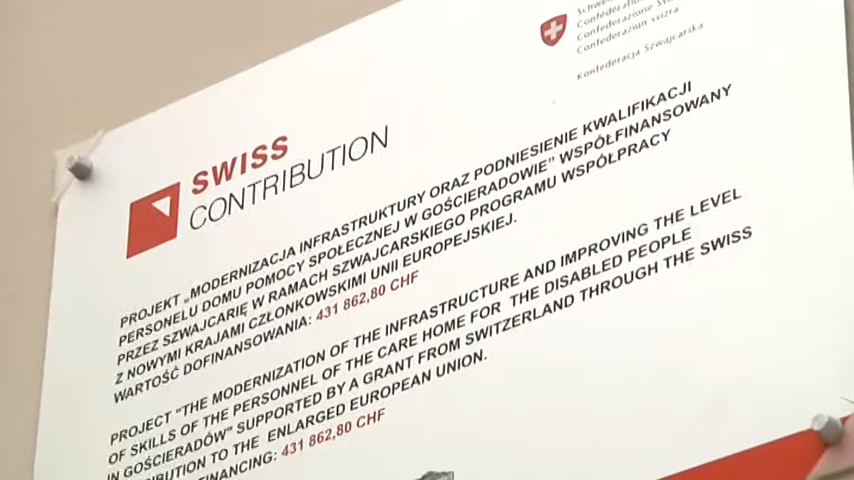 Confederaziun svizra
Konfederacja Szwajcarska
SWISS
CONTRIBUTION
PROJEKT „MODERNIZACJA INFRASTRUKTURY ORAZ PODNIESIENIE KWALIFIKACJI
PERSONELU DOMU POMOCY SPOŁECZNEJ W GOŚCIERADOWIE” WSPÓŁFINANSOWANY
PRZEZ SZWAJCARIĘ W RAMACH SZWAJCARSKIEGO PROGRAMU WSPÓŁPRACY
Z NOWYMI KRAJAMI CZŁONKOWSKIMI UNII EUROPEJSKIEJ.
WARTOŚĆ DOFINANSOWANIA: 431 862,80 CHF
PROJECT “THE MODERNIZATION OF THE INFRASTRUCTURE AND IMPROVING THE LEVEL
OF SKILLS OF THE PERSONNEL OF THE CARE HOME FOR THE DISABLED PEOPLE
IN GOŚCIERADÓW” SUPPORTED BY A GRANT FROM SWITZERLAND THROUGH THE SWISS
TO THE ENLARGED EUROPEAN UNION.
431 862,80 CHF